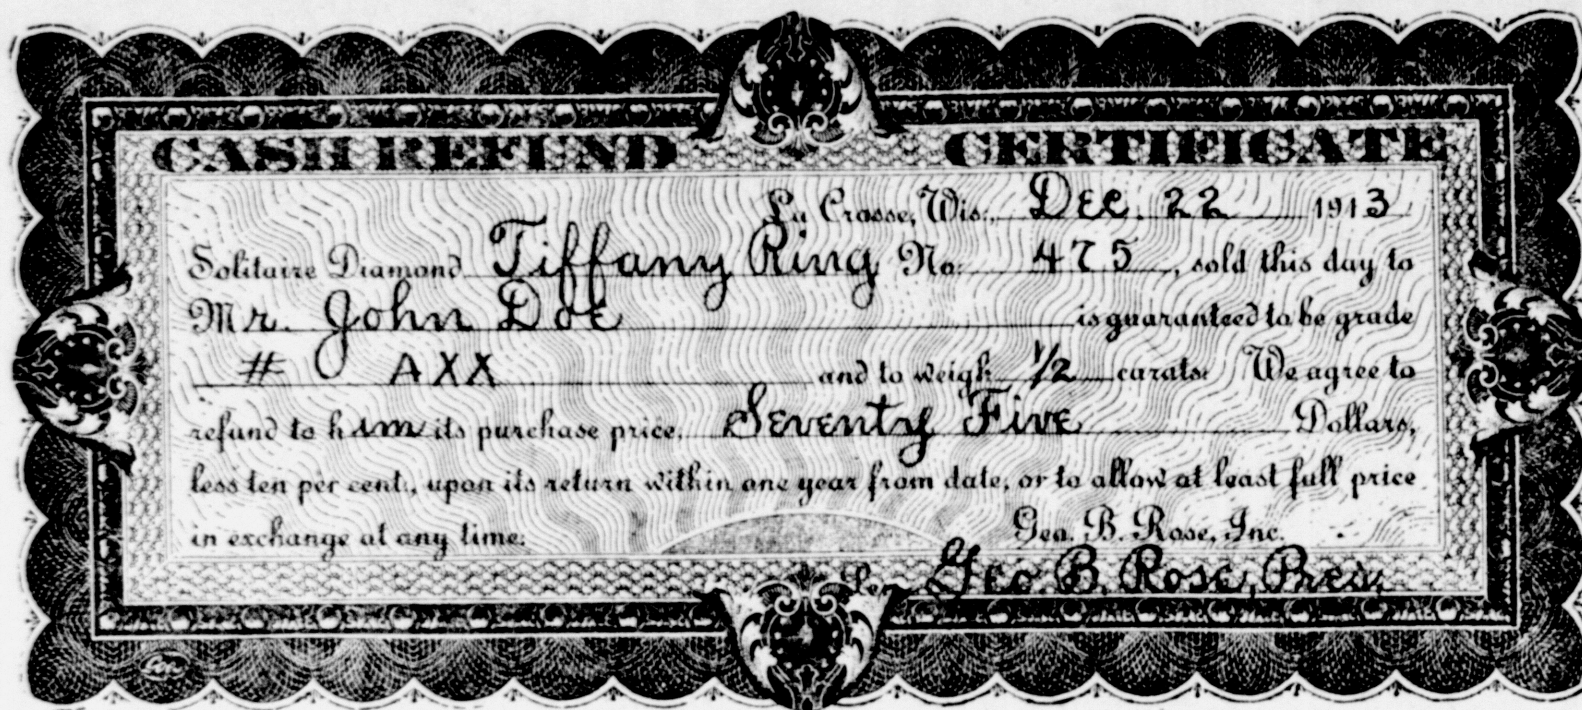 CASH REFUND CERTIFICATE
La Crosse, Wis., Dec. 22 1913
Solitaire Diamond Tiffany Ring No. 475, sold this day to
Mr. John Doe is guaranteed to be grade
# AXX and to weigh 1/2 carats. We agree to
refund to him its purchase price, Seventy Five Dollars,
less ten per cent., upon its return within one year from date, or to allow at least full price
in exchange at any time.
Geo. B. Rose, Inc.
Geo B. Rose, Pres.